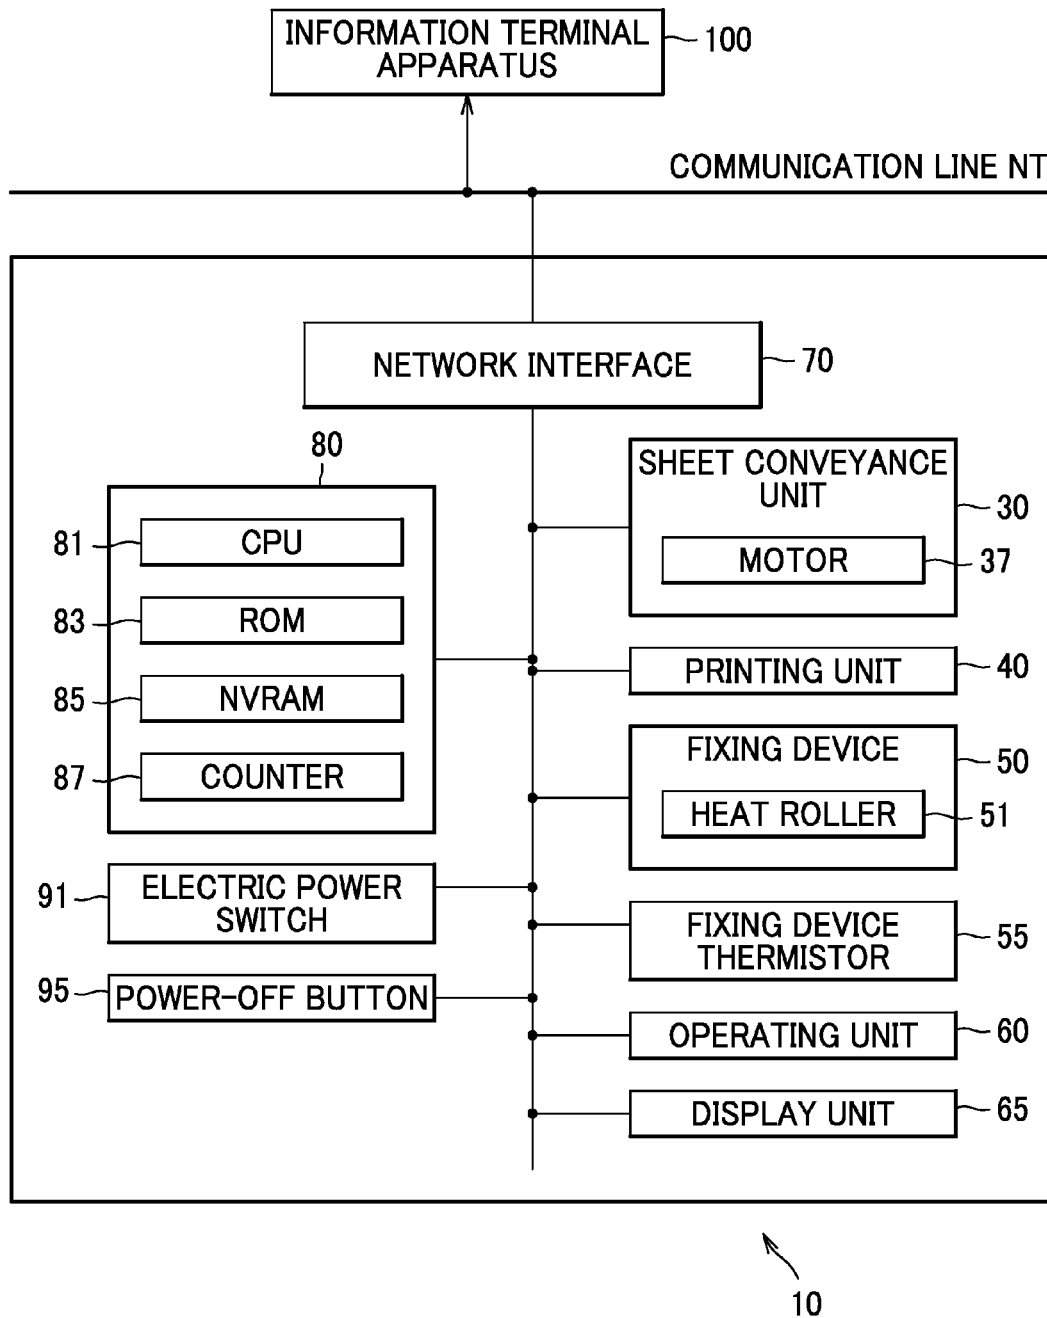 INFORMATION TERMINAL
APPARATUS
100
COMMUNICATION LINE NT
NETWORK INTERFACE
70
80
81
CPU
83
ROM
85
NVRAM
87
COUNTER
91
ELECTRIC POWER
SWITCH
95
POWER-OFF BUTTON
SHEET CONVEYANCE
UNIT
30
MOTOR
37
PRINTING UNIT
40
FIXING DEVICE
50
HEAT ROLLER
51
FIXING DEVICE
THERMISTOR
55
OPERATING UNIT
60
DISPLAY UNIT
65
10